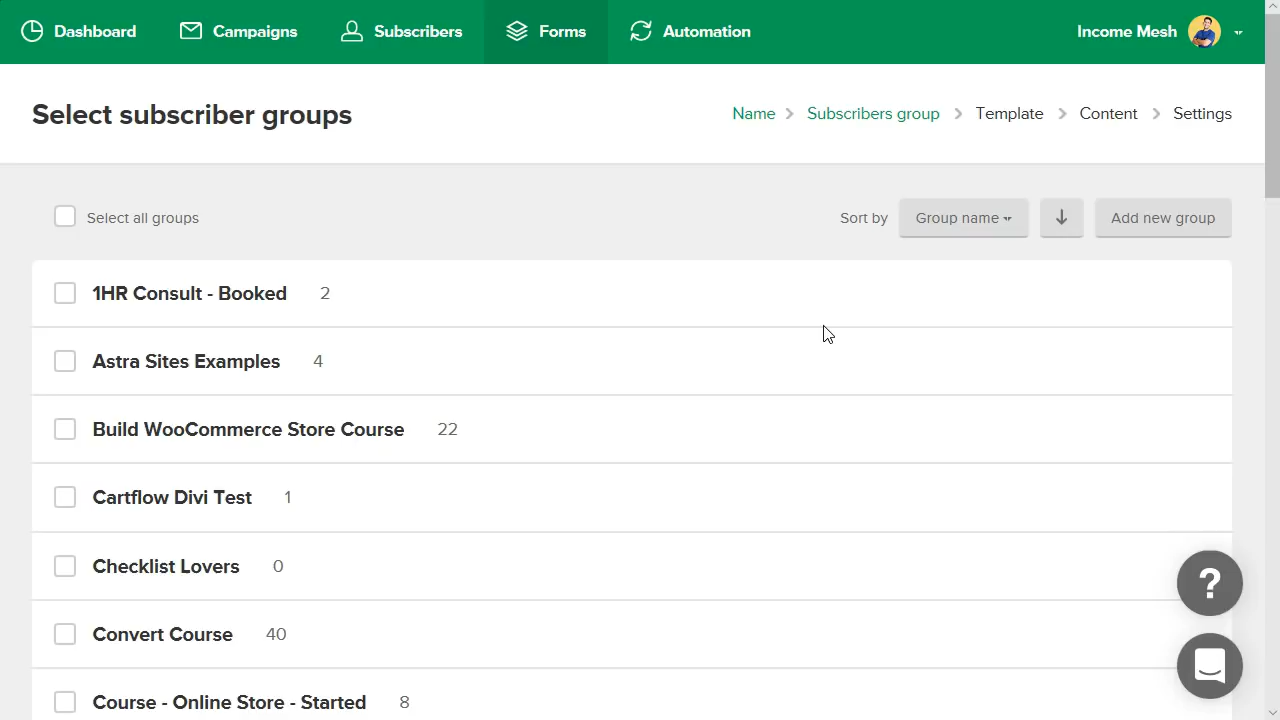 Dashboard Campaigns Subscribers Forms Automation Income Mesh
Select subscriber groups Name Subscribers group Template Content Settings
Select all groups Sort by Group name Add new group
1HR Consult - Booked 2
Astra Sites Examples 4
Build WooCommerce Store Course 22
Cartflow Divi Test 1
Checklist Lovers 0
Convert Course 40
Course - Online Store - Started 8
?